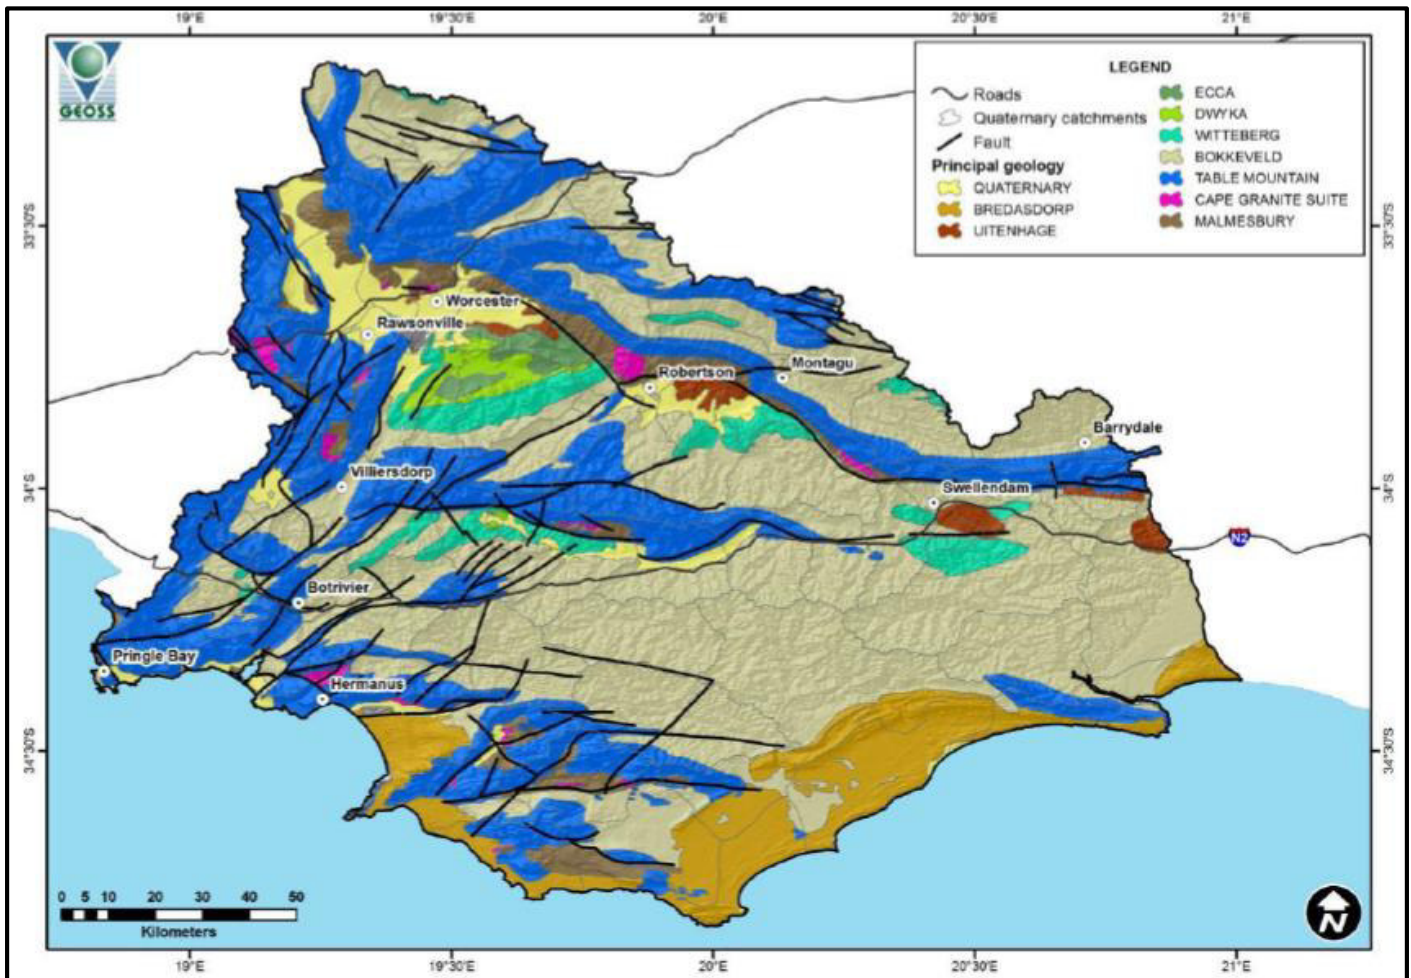 19°E 19°30'E 20°E 20°30'E 21°E
GEOSS
LEGEND
Roads
Quaternary catchments
Fault
Principal geology
QUATERNARY
BREDASDORP
UITENHAGE
ECCA
DWYKA
WITTEBERG
BOKKEVELD
TABLE MOUNTAIN
CAPE GRANITE SUITE
MALMESBURY
33°30'S 33°30'S
Worcester
Rawsonville
Montagu
Robertson
Barrydale
Villiersdorp
Swellendam
34°S 34°S
N2
Botrivier
Pringle Bay
Hermanus
34°30'S 34°30'S
0 5 10 20 30 40 50
Kilometers
N
19°E 19°30'E 20°E 20°30'E 21°E